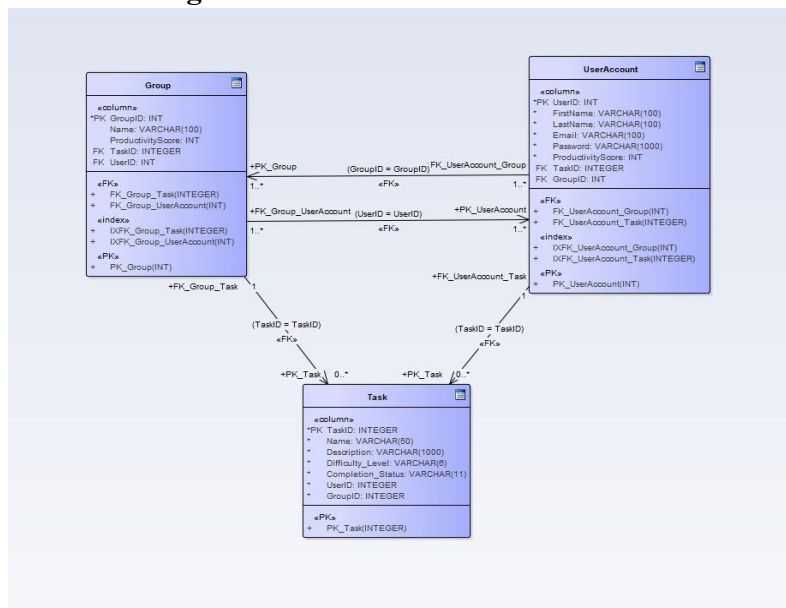 Group
«column»
*PK GroupID: INT
Name: VARCHAR(100)
ProductivityScore: INT
FK TaskID: INTEGER
FK UserID: INT
«FK»
+ FK_Group_Task(INTEGER)
+ FK_Group_UserAccount(INT)
«index»
+ IXFK_Group_Task(INTEGER)
+ IXFK_Group_UserAccount(INT)
«PK»
+ PK_Group(INT)
UserAccount
«column»
*PK UserID: INT
* FirstName: VARCHAR(100)
* LastName: VARCHAR(100)
* Email: VARCHAR(100)
* Password: VARCHAR(1000)
* ProductivityScore: INT
FK TaskID: INTEGER
FK GroupID: INT
«FK»
+ FK_UserAccount_Group(INT)
+ FK_UserAccount_Task(INTEGER)
«index»
+ IXFK_UserAccount_Group(INT)
+ IXFK_UserAccount_Task(INTEGER)
«PK»
+ PK_UserAccount(INT)
+PK_Group (GroupID = GroupID) FK_UserAccount_Group
1..* «FK» 1..*
+FK_Group_UserAccount (UserID = UserID) +PK_UserAccount
1..* «FK» 1..*
+FK_Group_Task 1
(TaskID = TaskID)
«FK»
+PK_Task 0..*
+FK_UserAccount_Task
1
(TaskID = TaskID)
«FK»
+PK_Task 0..*
Task
«column»
*PK TaskID: INTEGER
* Name: VARCHAR(50)
* Description: VARCHAR(1000)
* Difficulty_Level: VARCHAR(6)
* Completion_Status: VARCHAR(11)
* UserID: INTEGER
* GroupID: INTEGER
«PK»
+ PK_Task(INTEGER)